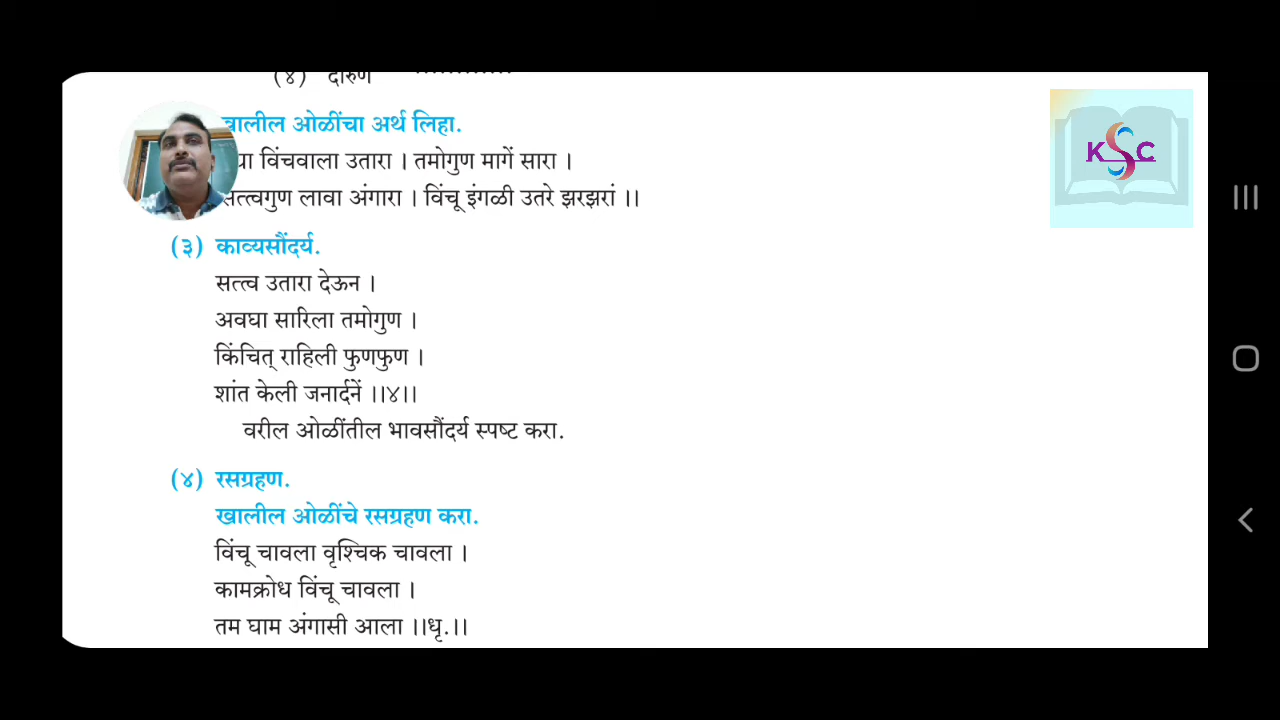 (४) दारुण ............
खालील ओळींचा अर्थ लिहा.
या विंचवाला उतारा । तमोगुण मागें सारा ।
सत्त्वगुण लावा अंगारा । विंचू इंगळी उतरे झरझरां ।।
(३) काव्यसौंदर्य.
सत्त्व उतारा देऊन ।
अवघा सारिला तमोगुण ।
किंचित् राहिली फुणफुण ।
शांत केली जनार्दनें ।।४।।
वरील ओळींतील भावसौंदर्य स्पष्ट करा.
(४) रसग्रहण.
खालील ओळींचे रसग्रहण करा.
विंचू चावला वृश्चिक चावला ।
कामक्रोध विंचू चावला ।
तम घाम अंगासी आला ।।धृ.।।
KSC